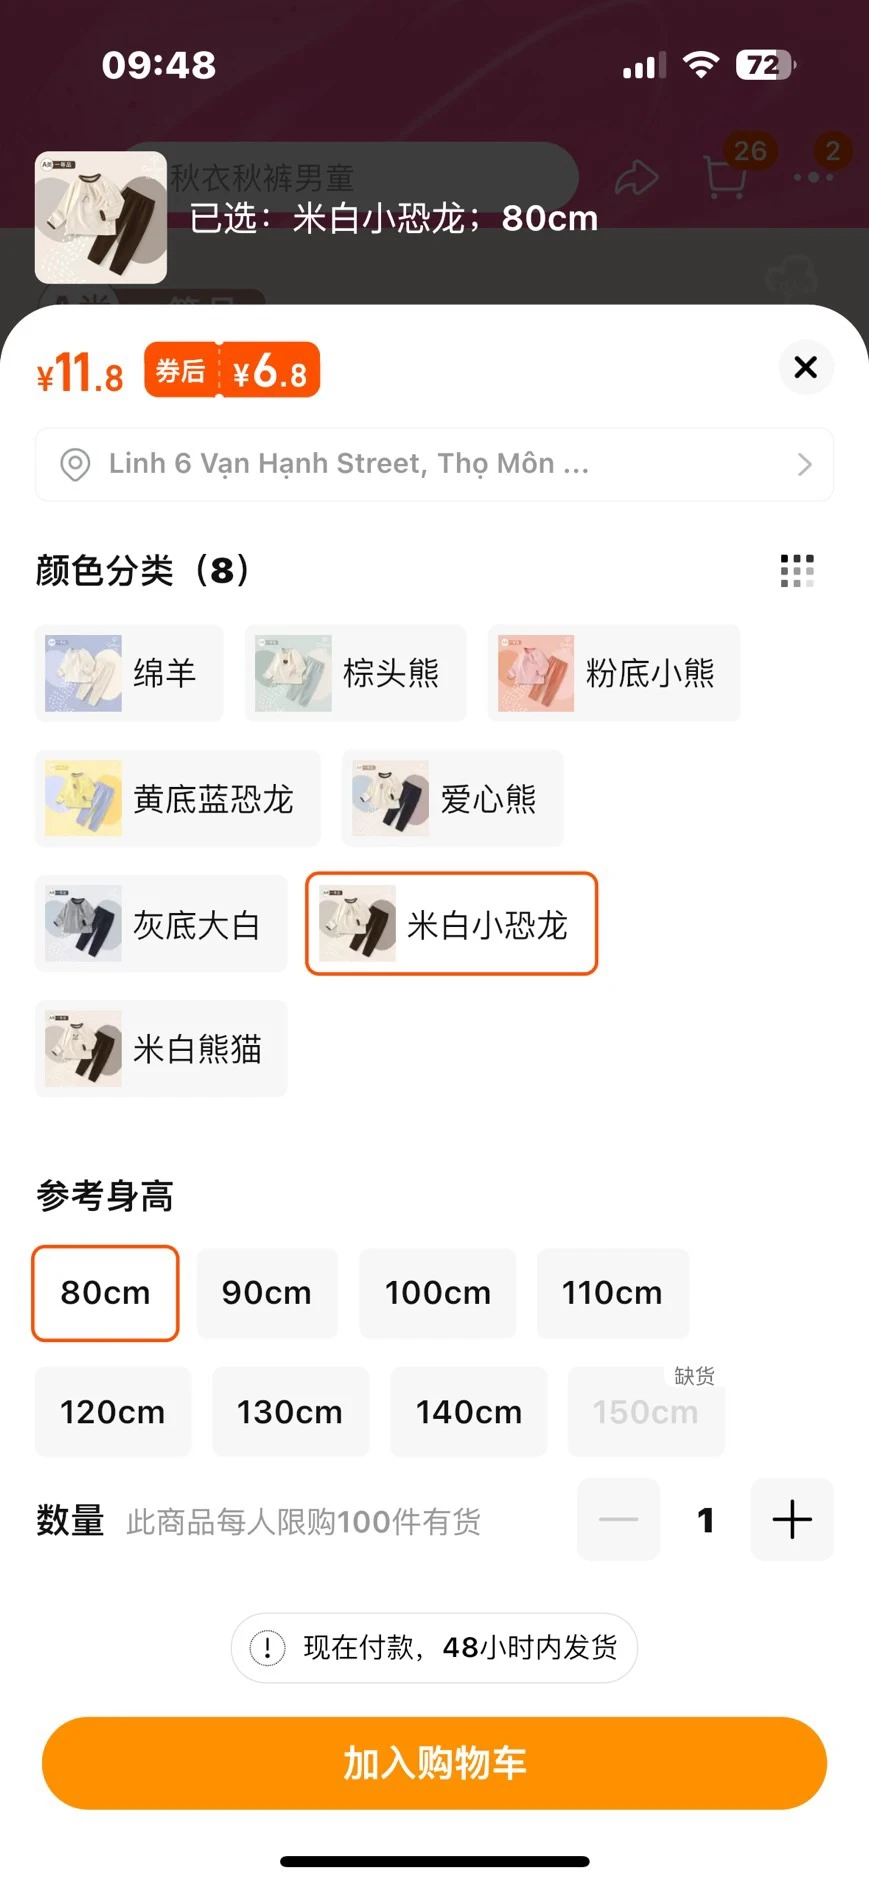 09:48
72
秋衣秋裤男童
26
2
A类 一等品
已选：米白小恐龙；80cm
¥11.8
券后 ¥6.8
Linh 6 Vạn Hạnh Street, Thọ Môn ...
颜色分类（8）
绵羊
棕头熊
粉底小熊
黄底蓝恐龙
爱心熊
灰底大白
米白小恐龙
米白熊猫
参考身高
80cm
90cm
100cm
110cm
缺货
120cm
130cm
140cm
150cm
数量 此商品每人限购100件有货
1
现在付款，48小时内发货
加入购物车